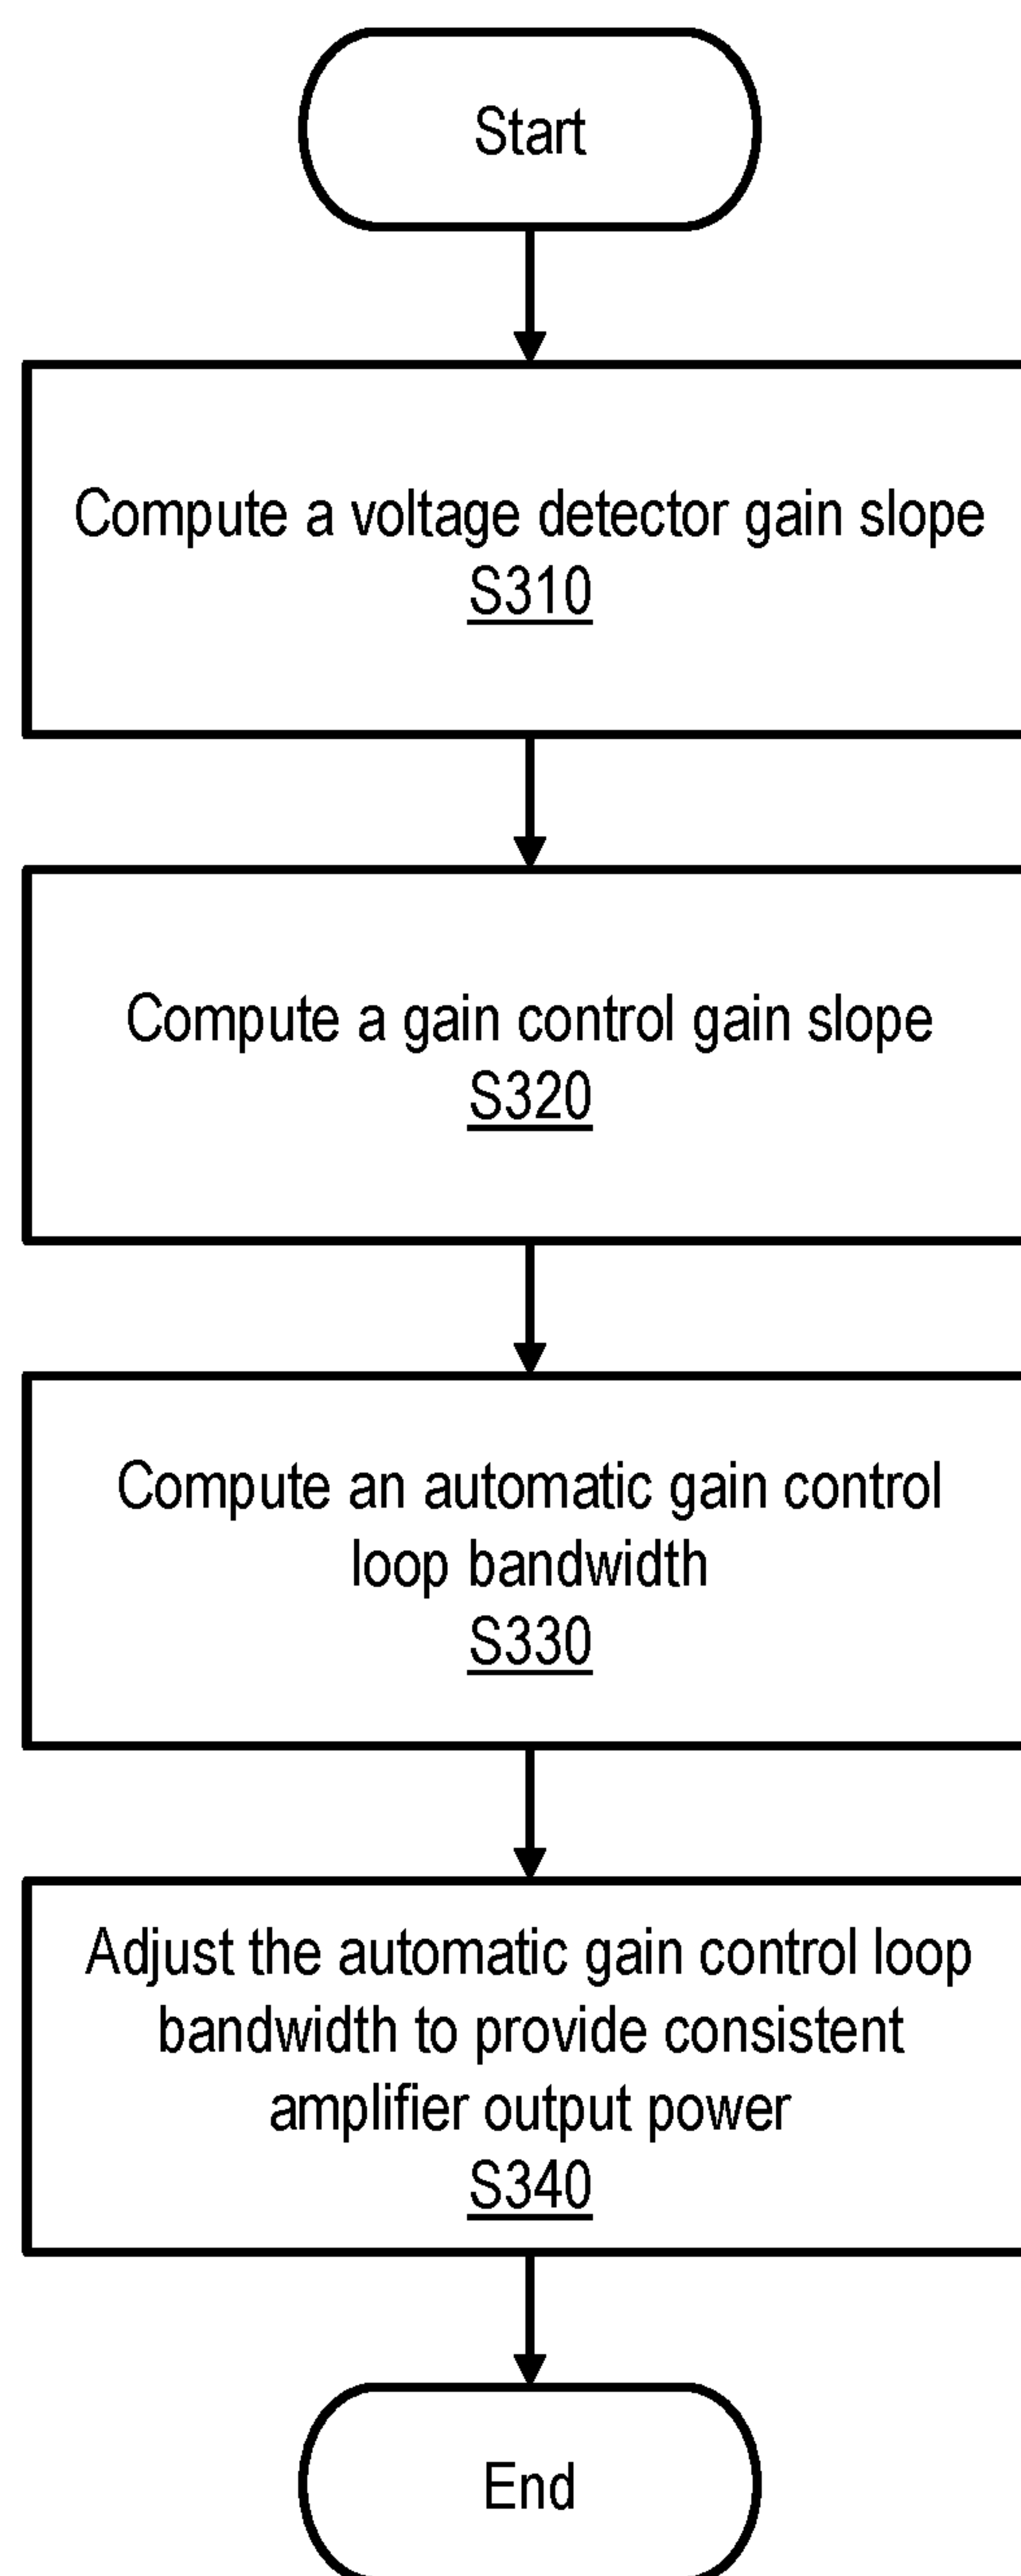 Start
Compute a voltage detector gain slope
S310
Compute a gain control gain slope
S320
Compute an automatic gain control
loop bandwidth
S330
Adjust the automatic gain control loop
bandwidth to provide consistent
amplifier output power
S340
End